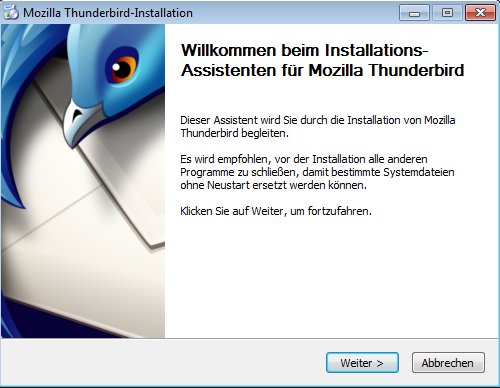 Mozilla Thunderbird-Installation
Willkommen beim Installations-
Assistenten für Mozilla Thunderbird
Dieser Assistent wird Sie durch die Installation von Mozilla
Thunderbird begleiten.
Es wird empfohlen, vor der Installation alle anderen
Programme zu schließen, damit bestimmte Systemdateien
ohne Neustart ersetzt werden können.
Klicken Sie auf Weiter, um fortzufahren.
Weiter >
Abbrechen